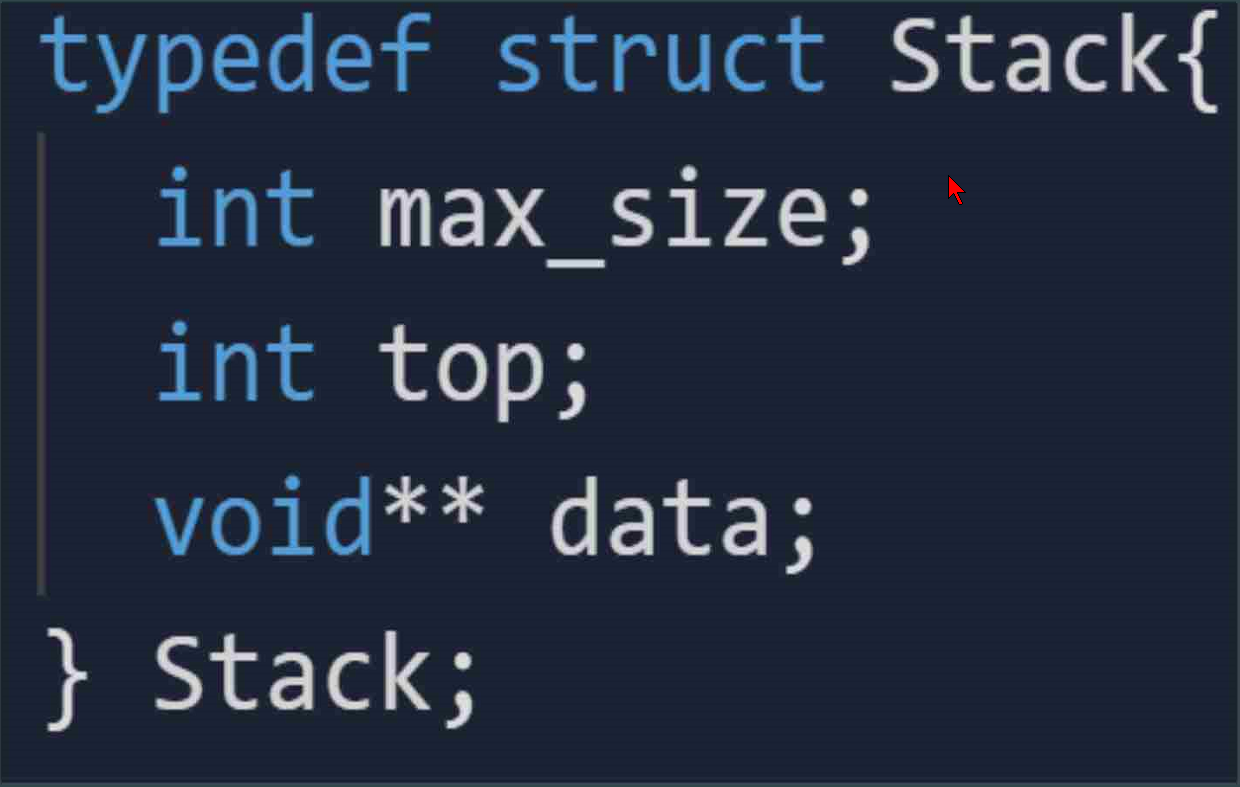 typedef struct Stack{
int max_size;
int top;
void** data;
} Stack;